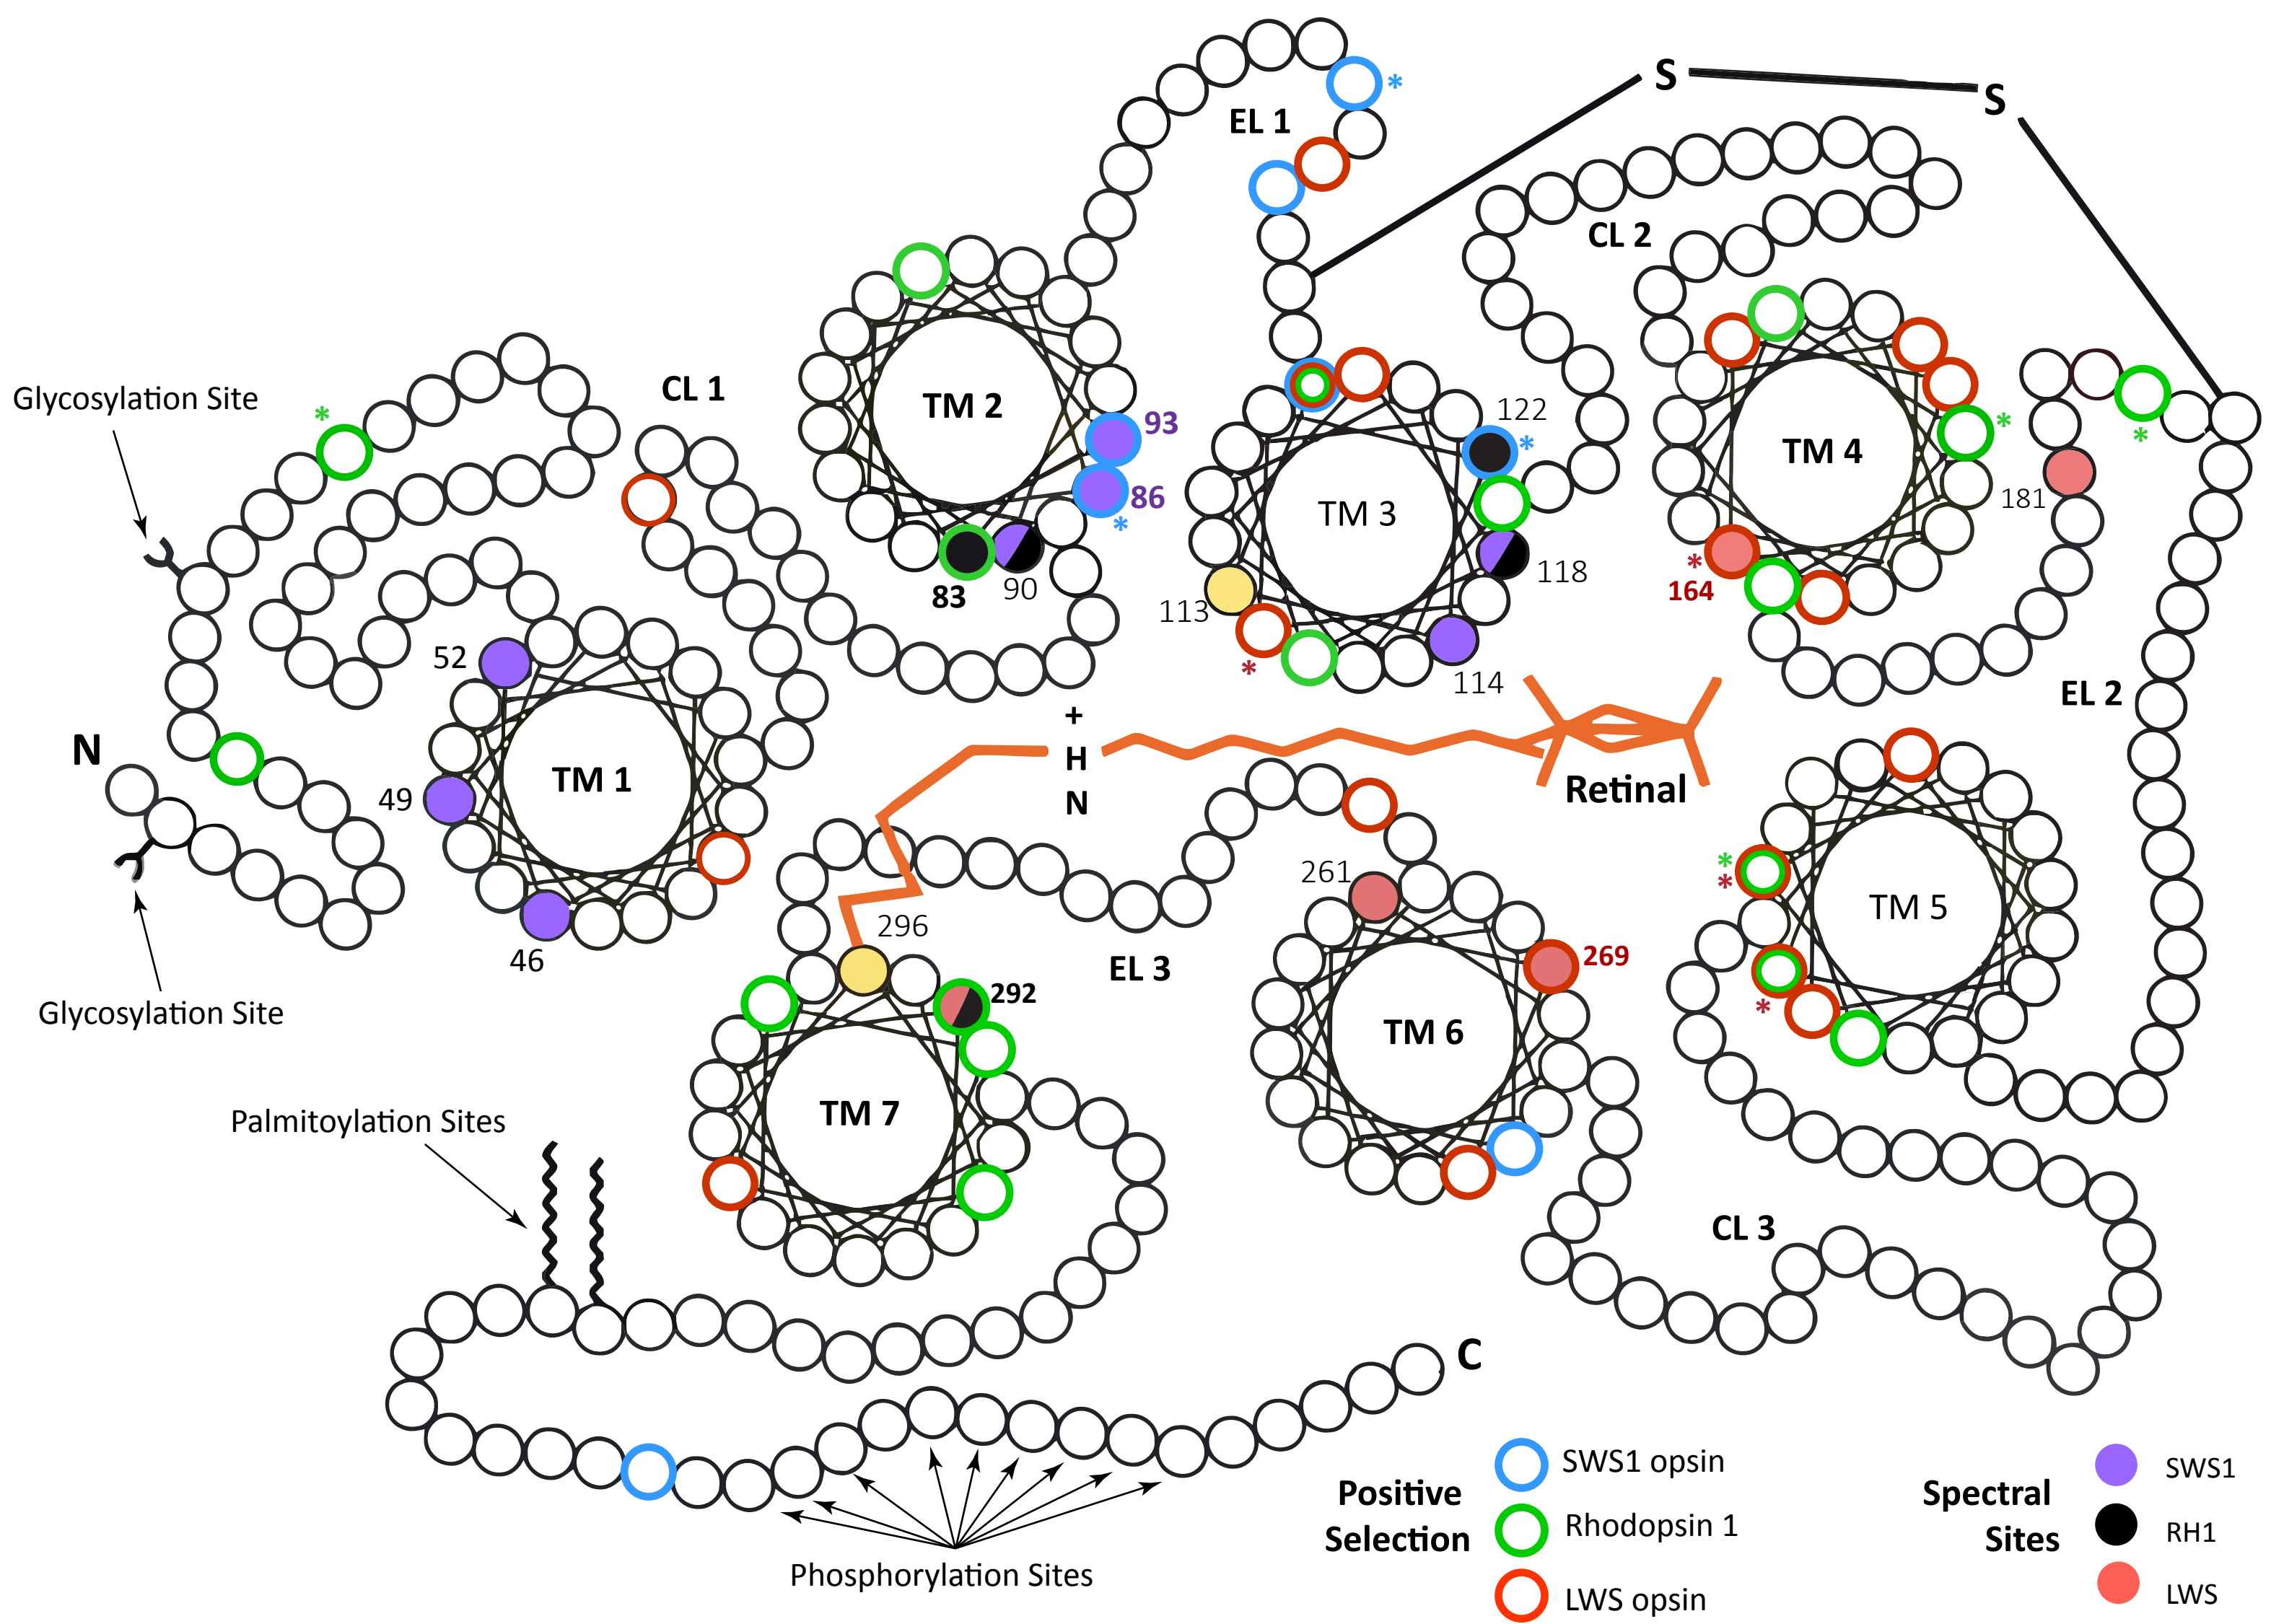 S
S
*
EL 1
CL 2
Glycosylation Site
*
CL 1
TM 2
93
86
*
83
90
122
*
TM 3
118
113
*
114
TM 4
*
*
181
*
164
EL 2
52
49
TM 1
46
N
+
H
N
Retinal
Glycosylation Site
296
292
EL 3
261
269
TM 6
*
*
TM 5
*
TM 7
Palmitoylation Sites
CL 3
C
Phosphorylation Sites
Positive
Selection
SWS1 opsin
Rhodopsin 1
LWS opsin
Spectral
Sites
SWS1
RH1
LWS